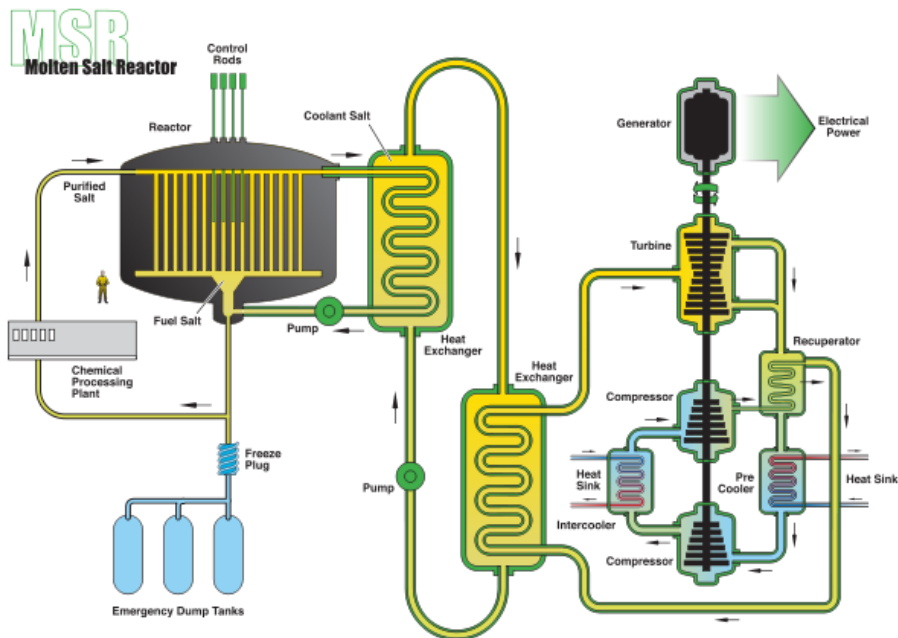 MSR
Molten Salt Reactor
Control
Rods
Reactor
Coolant Salt
Purified
Salt
Fuel Salt
Pump
Heat
Exchanger
Chemical
Processing
Plant
Freeze
Plug
Emergency Dump Tanks
Pump
Heat
Exchanger
Generator
Electrical
Power
Turbine
Recuperator
Compressor
Heat
Sink
Intercooler
Pre
Cooler
Heat Sink
Compressor